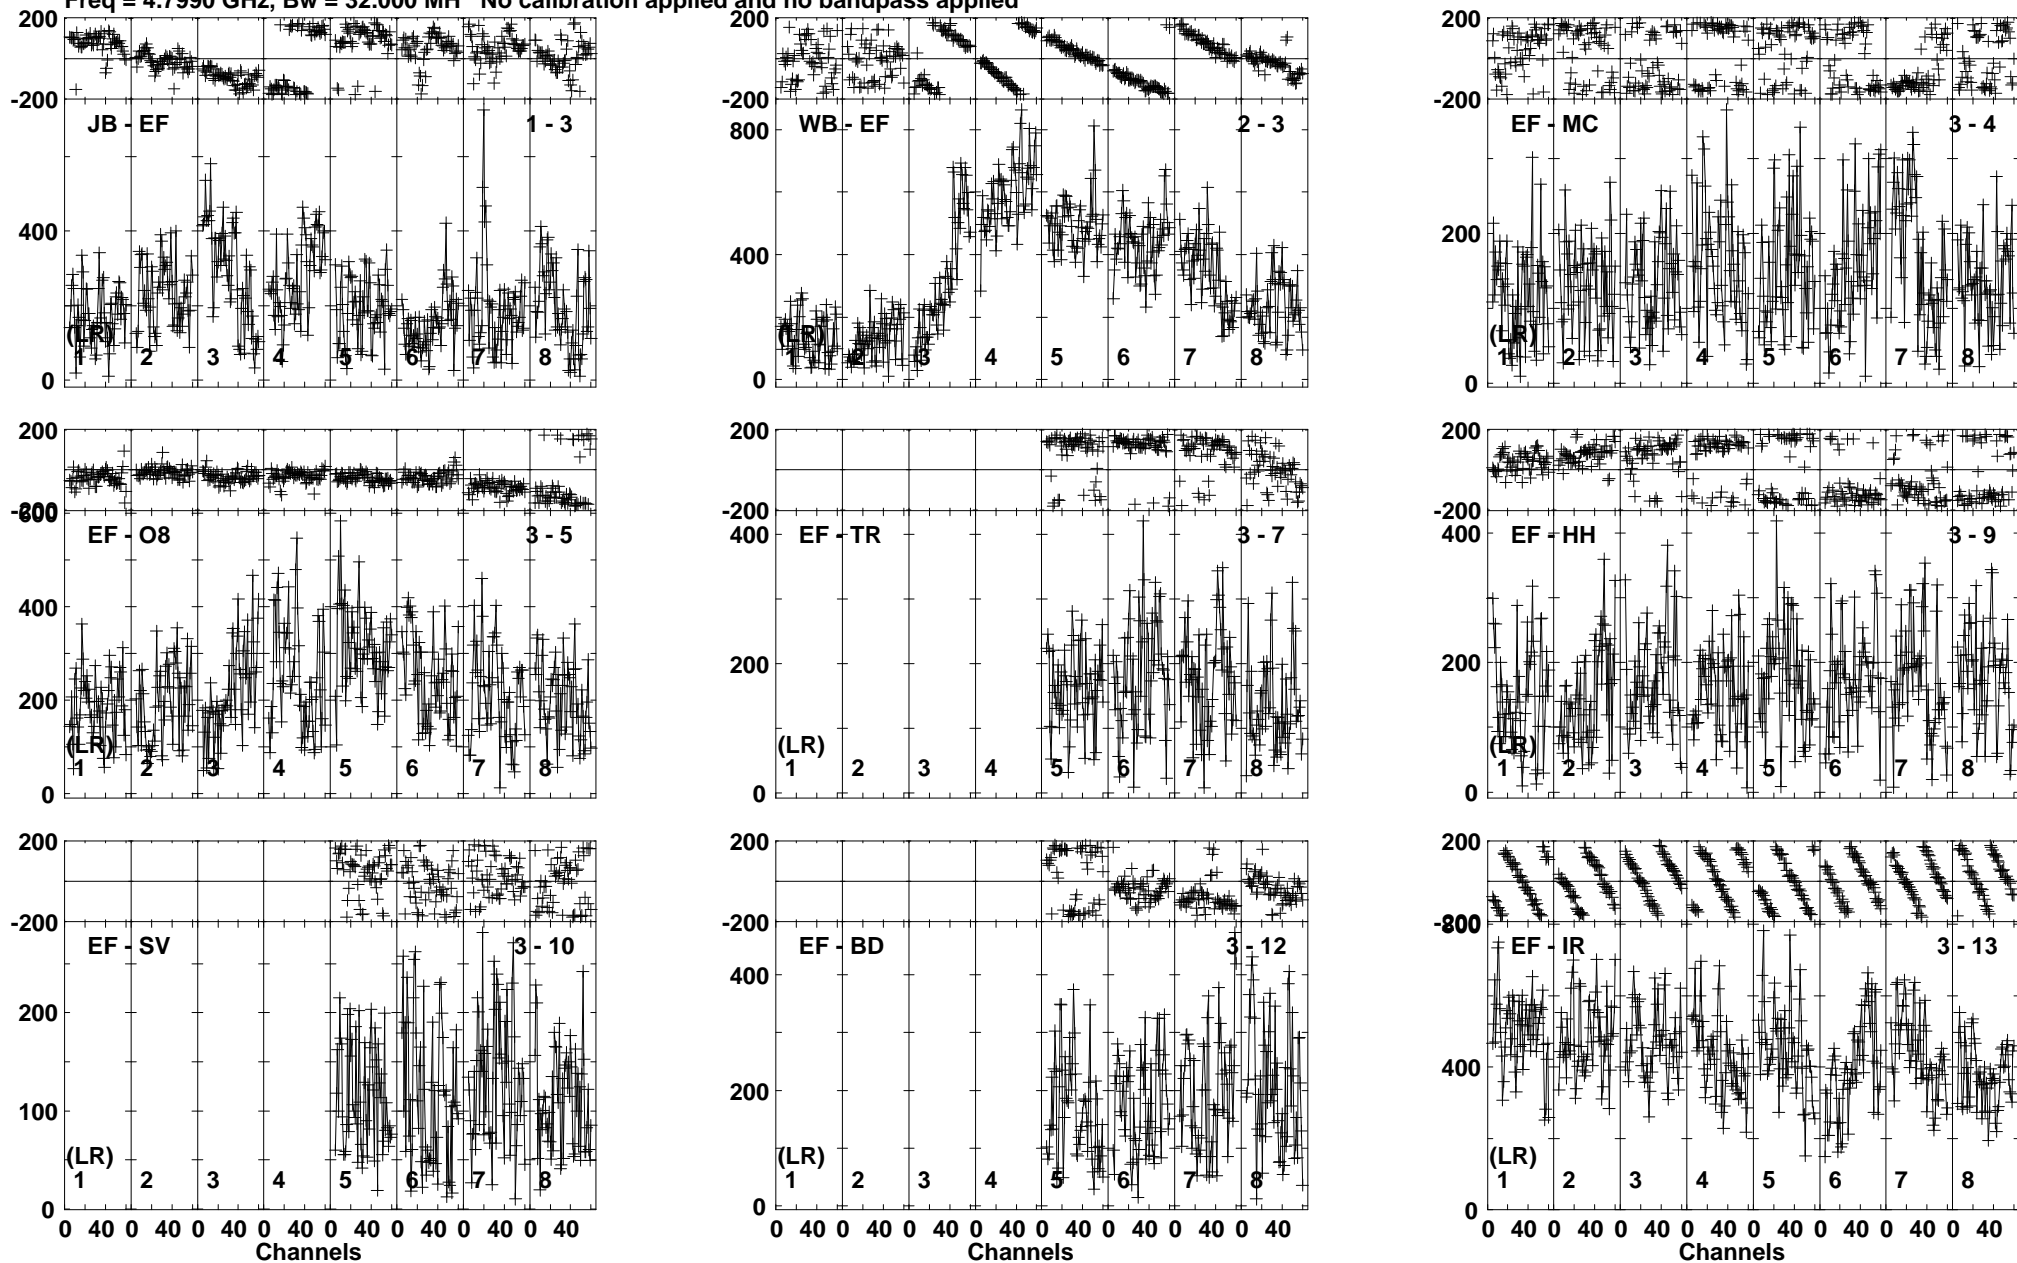 Freq = 4.7990 GHz, Bw = 32.000 MH No calibration applied and no bandpass applied
200 200 200
-200 -200 -200
JB - EF 1 - 3 WB - EF 2 - 3 EF - MC 3 - 4
800
400 400 200
(LR) (LR) (LR)
1 2 3 4 5 6 7 8 1 2 3 4 5 6 7 8 1 2 3 4 5 6 7 8
0 0 0
200 200 200
-200 -200 -200
600
EF - O8 3 - 5 EF - TR 3 - 7 EF - HH 3 - 9
400 400
400
200 200
200
(LR) (LR) (LR)
1 2 3 4 5 6 7 8 1 2 3 4 5 6 7 8 1 2 3 4 5 6 7 8
0 0 0
200 200 200
-200 -200 -200
800
EF - SV 3 - 10 EF - BD 3 - 12 EF - IR 3 - 13
400
200
400
200
100
(LR) (LR) (LR)
1 2 3 4 5 6 7 8 1 2 3 4 5 6 7 8 1 2 3 4 5 6 7 8
0 0 0
0 40 0 40 0 40 0 40 0 40 0 40 0 40 0 40 0 40 0 40 0 40 0 40 0 40 0 40 0 40 0 40 0 40 0 40 0 40 0 40 0 40 0 40 0 40 0 40
Channels Channels Channels